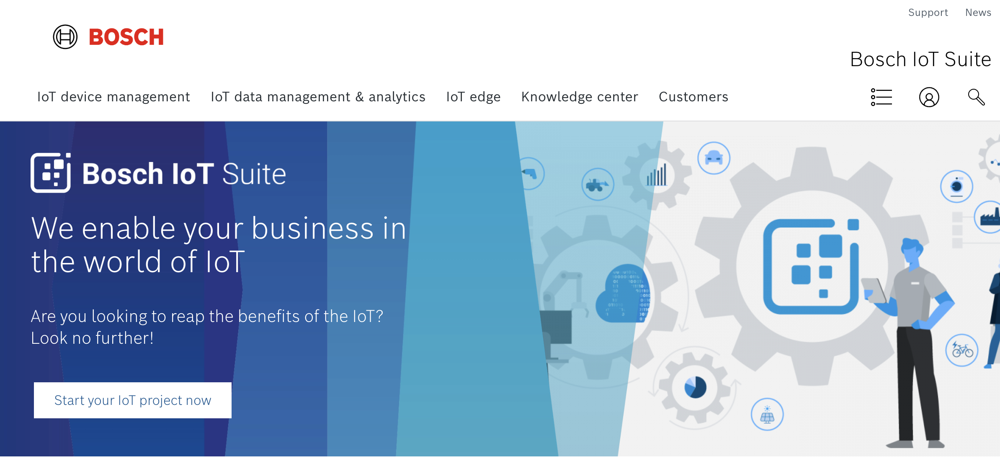 Support News
BOSCH
Bosch IoT Suite
IoT device management IoT data management & analytics IoT edge Knowledge center Customers
Bosch IoT Suite
We enable your business in
the world of IoT
Are you looking to reap the benefits of the IoT?
Look no further!
Start your IoT project now